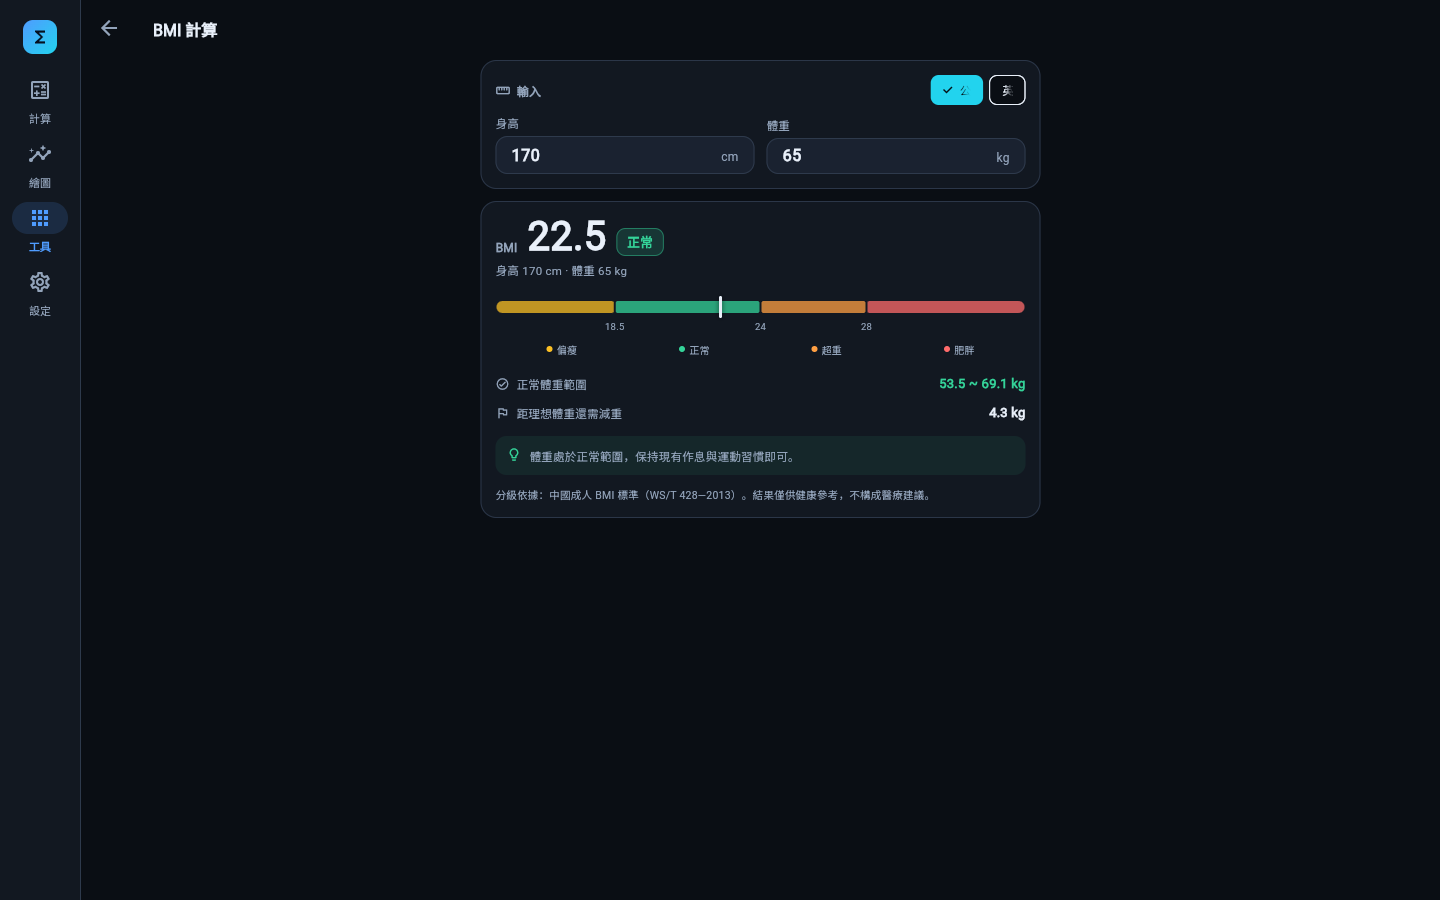 Σ
BMI 計算
計算
繪圖
工具
設定
輸入
公
英
身高
體重
170 cm
65 kg
BMI 22.5 正常
身高 170 cm · 體重 65 kg
18.5 24 28
偏瘦 正常 超重 肥胖
正常體重範圍 53.5 ~ 69.1 kg
距理想體重還需減重 4.3 kg
體重處於正常範圍，保持現有作息與運動習慣即可。
分級依據：中國成人 BMI 標準（WS/T 428—2013）。結果僅供健康參考，不構成醫療建議。